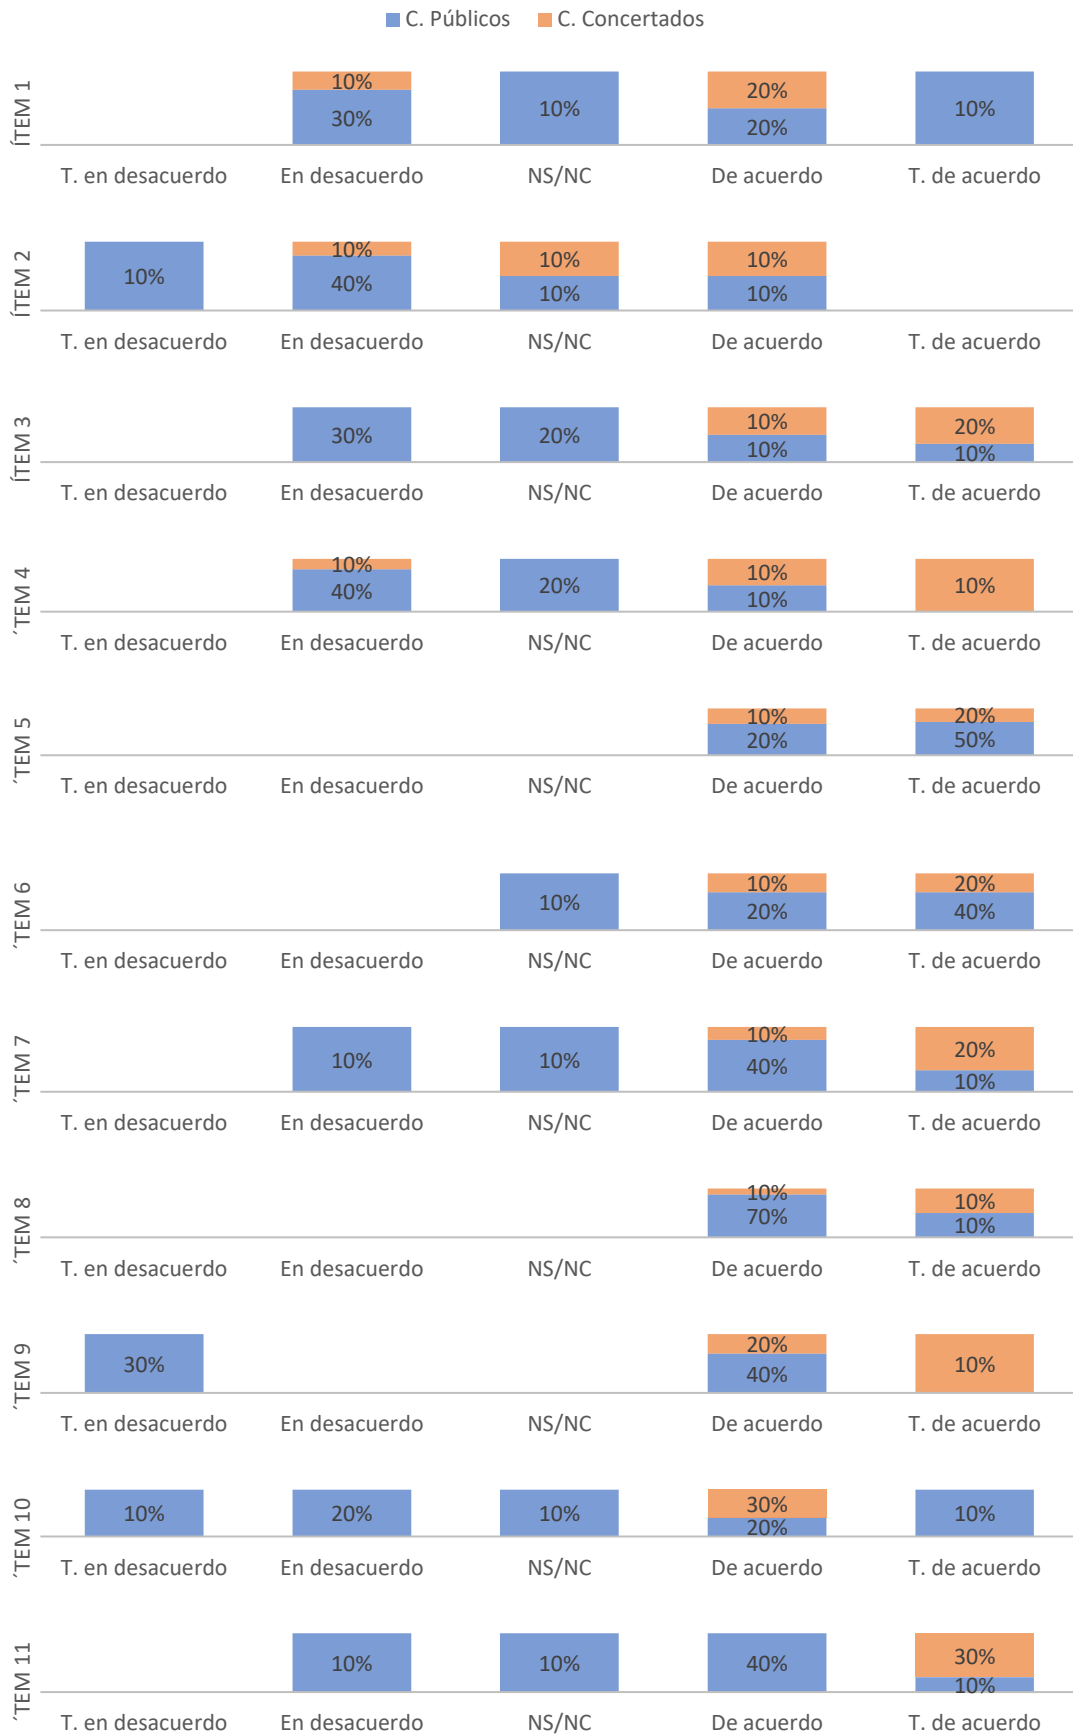 C. Públicos C. Concertados
ÍTEM 1
10% 20%
30% 10% 20% 10%
T. en desacuerdo En desacuerdo NS/NC De acuerdo T. de acuerdo
ÍTEM 2
10% 10% 10% 10%
40% 10% 10%
T. en desacuerdo En desacuerdo NS/NC De acuerdo T. de acuerdo
ÍTEM 3
30% 20% 10% 20%
10% 10%
T. en desacuerdo En desacuerdo NS/NC De acuerdo T. de acuerdo
´TEM 4
10% 20% 10% 10%
40% 10%
T. en desacuerdo En desacuerdo NS/NC De acuerdo T. de acuerdo
´TEM 5
10% 20%
20% 50%
T. en desacuerdo En desacuerdo NS/NC De acuerdo T. de acuerdo
´TEM 6
10% 10% 20%
20% 40%
T. en desacuerdo En desacuerdo NS/NC De acuerdo T. de acuerdo
´TEM 7
10% 10% 10% 20%
40% 10%
T. en desacuerdo En desacuerdo NS/NC De acuerdo T. de acuerdo
´TEM 8
10% 10%
70% 10%
T. en desacuerdo En desacuerdo NS/NC De acuerdo T. de acuerdo
´TEM 9
30% 20% 10%
40%
T. en desacuerdo En desacuerdo NS/NC De acuerdo T. de acuerdo
´TEM 10
10% 20% 10% 30% 10%
20%
T. en desacuerdo En desacuerdo NS/NC De acuerdo T. de acuerdo
´TEM 11
10% 10% 40% 30%
10%
T. en desacuerdo En desacuerdo NS/NC De acuerdo T. de acuerdo